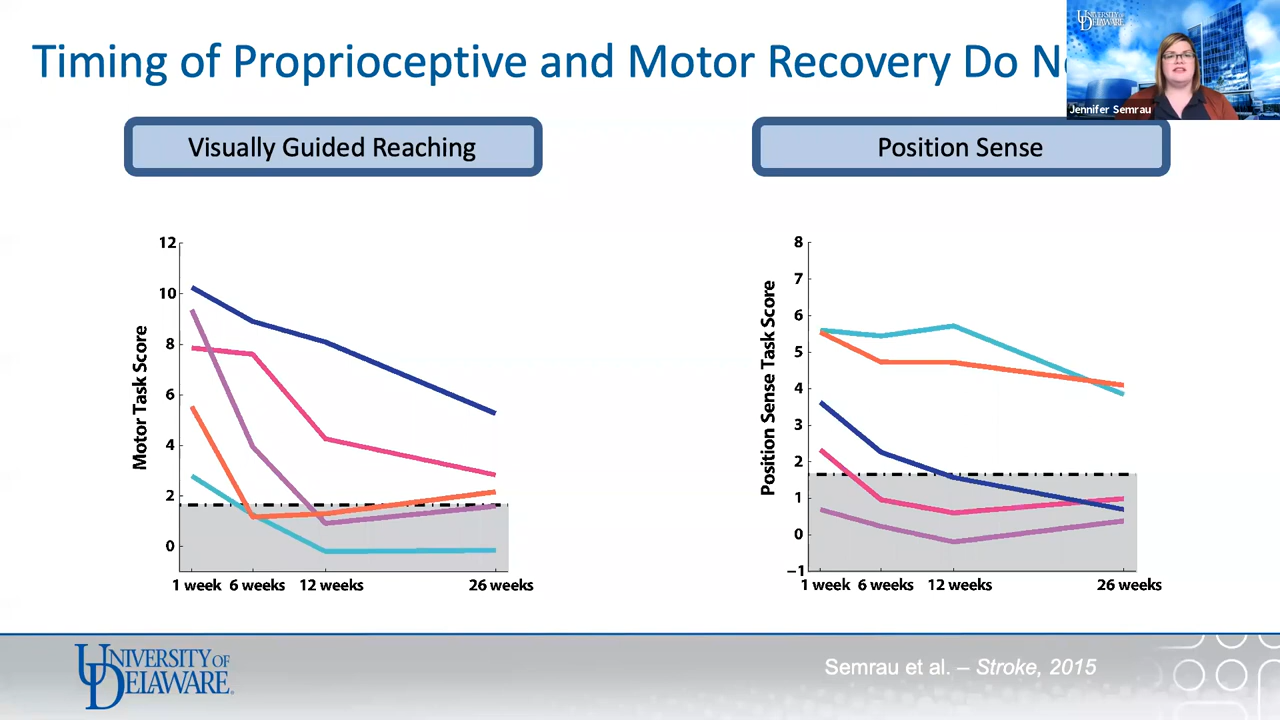 Timing of Proprioceptive and Motor Recovery Do
UNIVERSITY OF
DELAWARE
Jennifer Semrau
Visually Guided Reaching
Position Sense
12
10
8
6
4
2
0
Motor Task Score
1 week 6 weeks 12 weeks 26 weeks
8
7
6
5
4
3
2
1
0
−1
Position Sense Task Score
1 week 6 weeks 12 weeks 26 weeks
UNIVERSITY OF
DELAWARE
Semrau et al. – Stroke, 2015